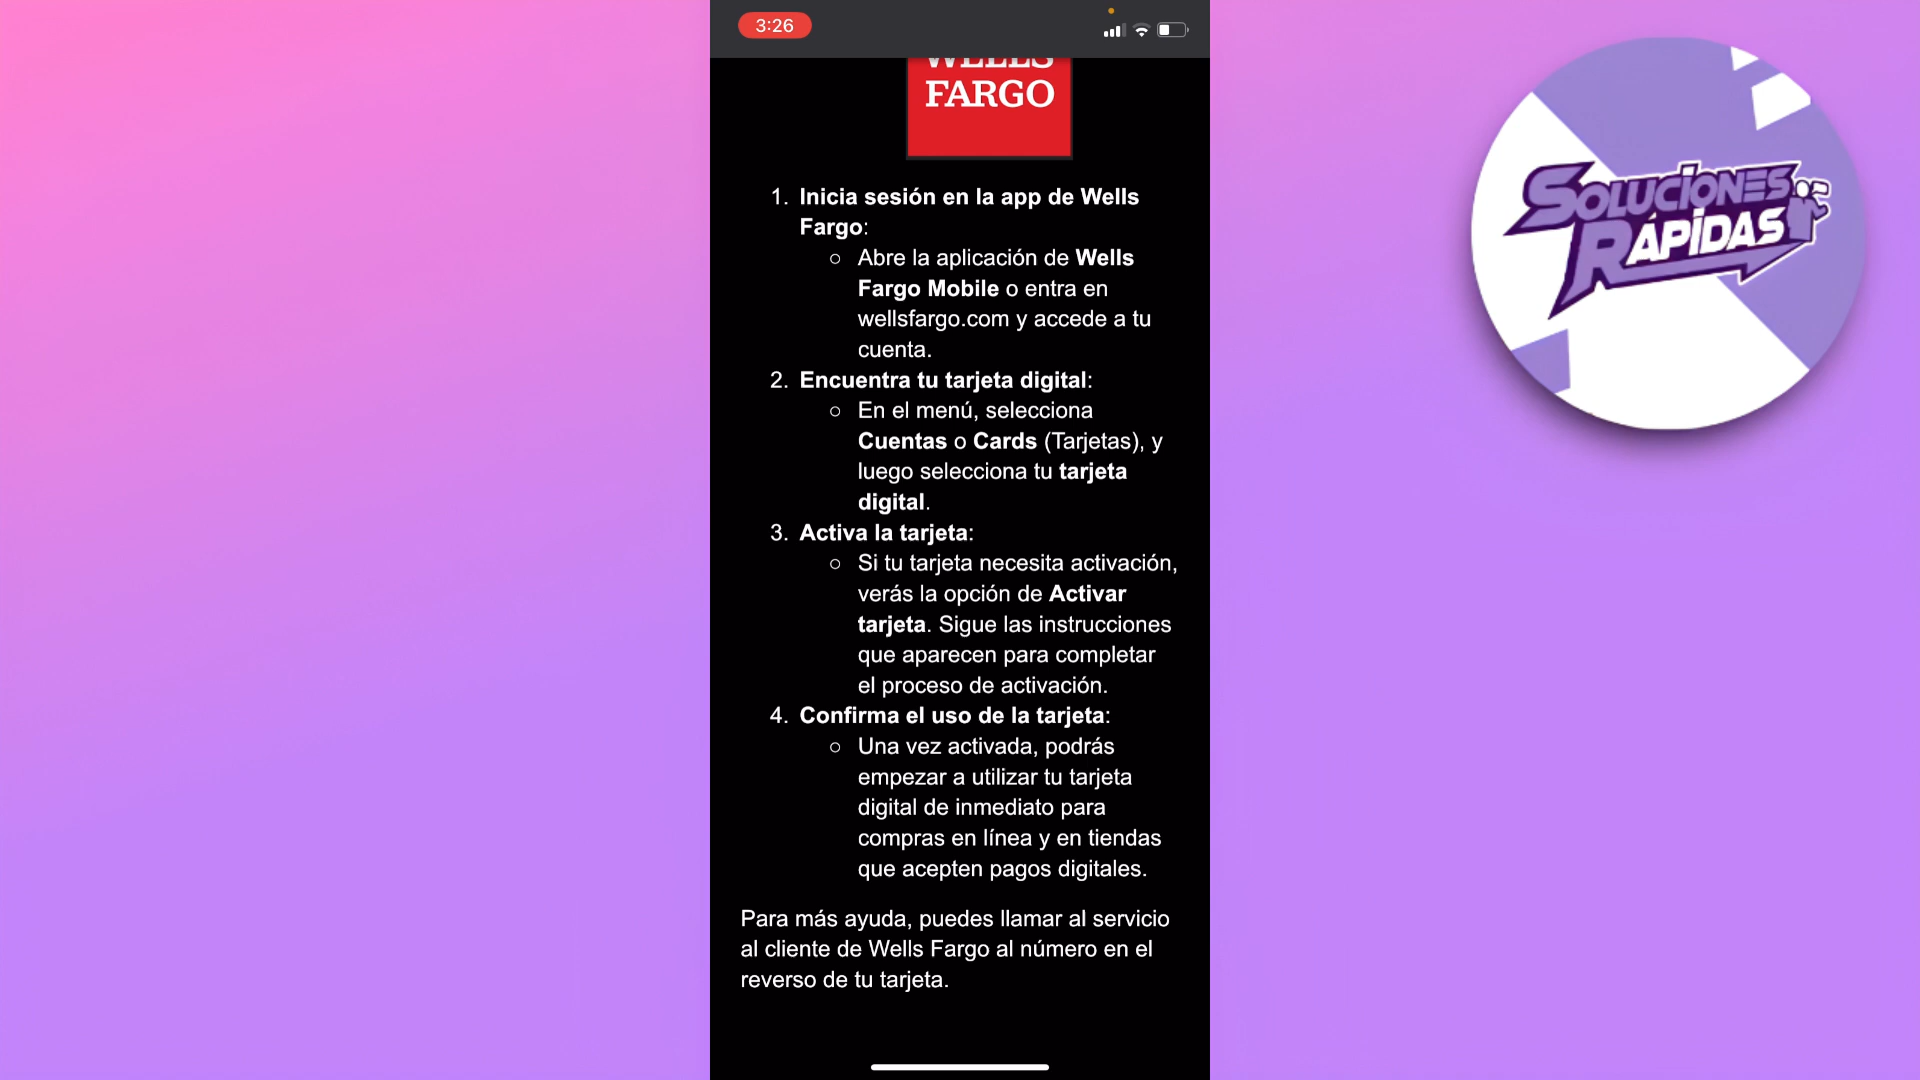 3:26
WELLS
FARGO
SOLUCIONES
RÁPIDAS
1. Inicia sesión en la app de Wells
Fargo:
○ Abre la aplicación de Wells
Fargo Mobile o entra en
wellsfargo.com y accede a tu
cuenta.
2. Encuentra tu tarjeta digital:
○ En el menú, selecciona
Cuentas o Cards (Tarjetas), y
luego selecciona tu tarjeta
digital.
3. Activa la tarjeta:
○ Si tu tarjeta necesita activación,
verás la opción de Activar
tarjeta. Sigue las instrucciones
que aparecen para completar
el proceso de activación.
4. Confirma el uso de la tarjeta:
○ Una vez activada, podrás
empezar a utilizar tu tarjeta
digital de inmediato para
compras en línea y en tiendas
que acepten pagos digitales.
Para más ayuda, puedes llamar al servicio
al cliente de Wells Fargo al número en el
reverso de tu tarjeta.